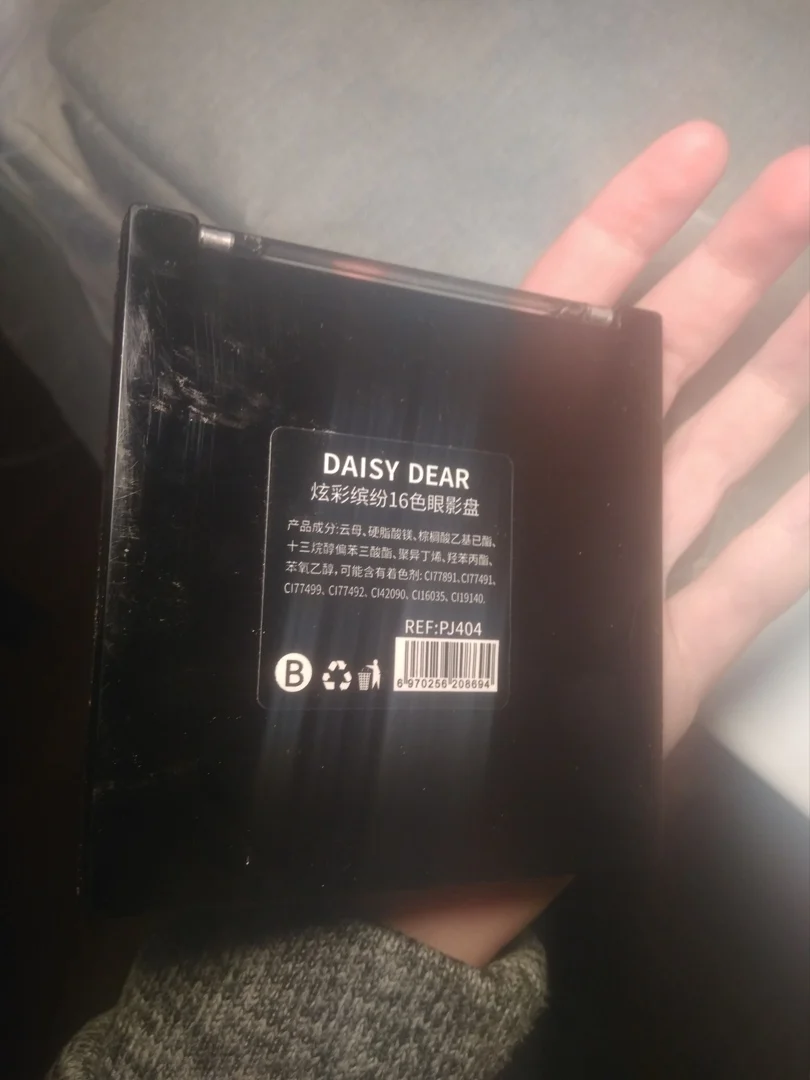 DAISY DEAR
炫彩缤纷16色眼影盘
产品成分:云母、硬脂酸镁、棕榈酸乙基已酯、
十三烷醇偏苯三酸酯、聚异丁烯、羟苯丙酯、
苯氧乙醇,可能含有着色剂: CI77891、CI77491、
CI77499、CI77492、CI42090、CI16035、CI19140.
REF:PJ404
B
6 970256 208694